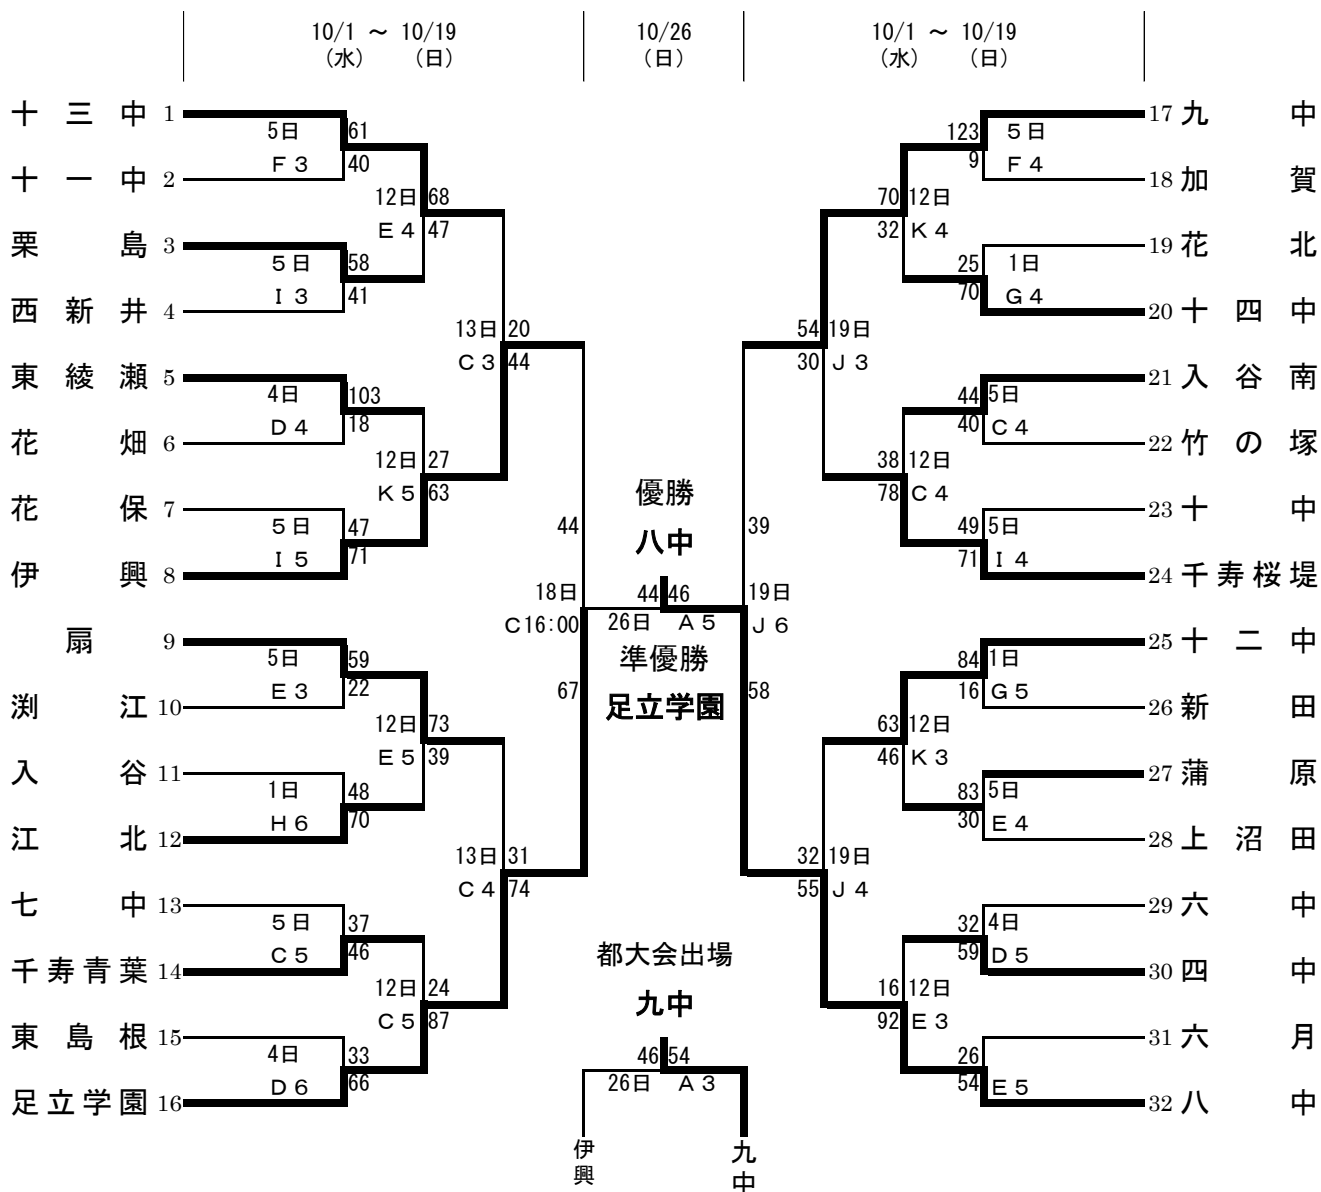 10/1 ～ 10/19
（水） （日）
10/26
（日）
10/1 ～ 10/19
（水） （日）
十三中 1
5日 61
F3 40
十一中 2
12日 68
E4 47
栗島 3
5日 58
I3 41
西新井 4
13日 20
C3 44
東綾瀬 5
4日 103
D4 18
花畑 6
12日 27
K5 63
花保 7
5日 47
I5 71
伊興 8
44
18日
C16:00
67
扇 9
5日 59
E3 22
渕江 10
12日 73
E5 39
入谷 11
1日 48
H6 70
江北 12
13日 31
C4 74
七中 13
5日 37
C5 46
千寿青葉 14
12日 24
C5 87
東島根 15
4日 33
D6 66
足立学園 16
優勝
八中
44 46
26日 A5
準優勝
足立学園
都大会出場
九中
46 54
26日 A3
伊興
九中
17 九中
123 5日
9 F4
18 加賀
70 12日
32 K4
19 花北
25 1日
70 G4
20 十四中
54 19日
30 J3
21 入谷南
44 5日
40 C4
22 竹の塚
38 12日
78 C4
23 十中
49 5日
71 I4
24 千寿桜堤
39
19日
J6
58
25 十二中
84 1日
16 G5
26 新田
63 12日
46 K3
27 蒲原
83 5日
30 E4
28 上沼田
32 19日
55 J4
29 六中
32 4日
59 D5
30 四中
16 12日
92 E3
31 六月
26
54 E5
32 八中